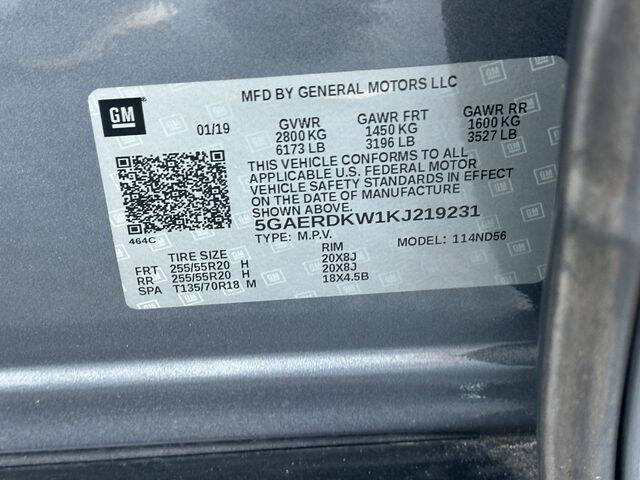 MFD BY GENERAL MOTORS LLC
GM
01/19
GVWR GAWR FRT GAWR RR
2800 KG 1450 KG 1600 KG
6173 LB 3196 LB 3527 LB
THIS VEHICLE CONFORMS TO ALL
APPLICABLE U.S. FEDERAL MOTOR
VEHICLE SAFETY STANDARDS IN EFFECT
ON THE DATE OF MANUFACTURE
SHOWN ABOVE.
5GAERDKW1KJ219231
TYPE: M.P.V. MODEL: 114ND56
464C
TIRE SIZE RIM
FRT 255/55R20 H 20X8J
RR 255/55R20 H 20X8J
SPA T135/70R18 M 18X4.5B